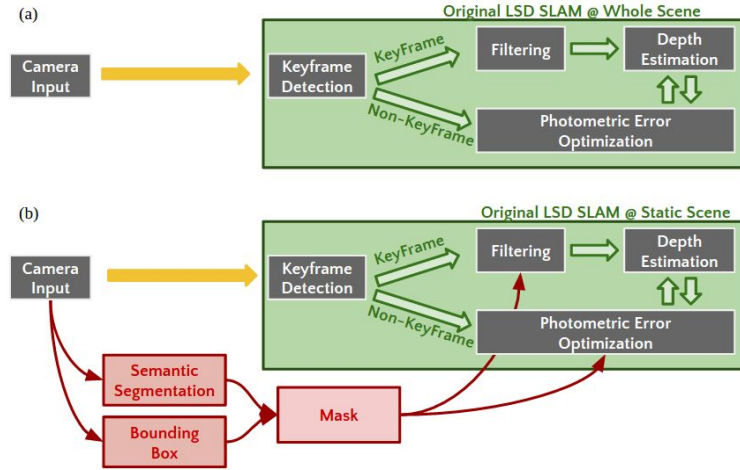 (a)
Original LSD SLAM @ Whole Scene
Camera
Input
Keyframe
Detection
KeyFrame
Non-KeyFrame
Filtering
Depth
Estimation
Photometric Error
Optimization
(b)
Original LSD SLAM @ Static Scene
Camera
Input
Keyframe
Detection
KeyFrame
Non-KeyFrame
Filtering
Depth
Estimation
Photometric Error
Optimization
Semantic
Segmentation
Bounding
Box
Mask